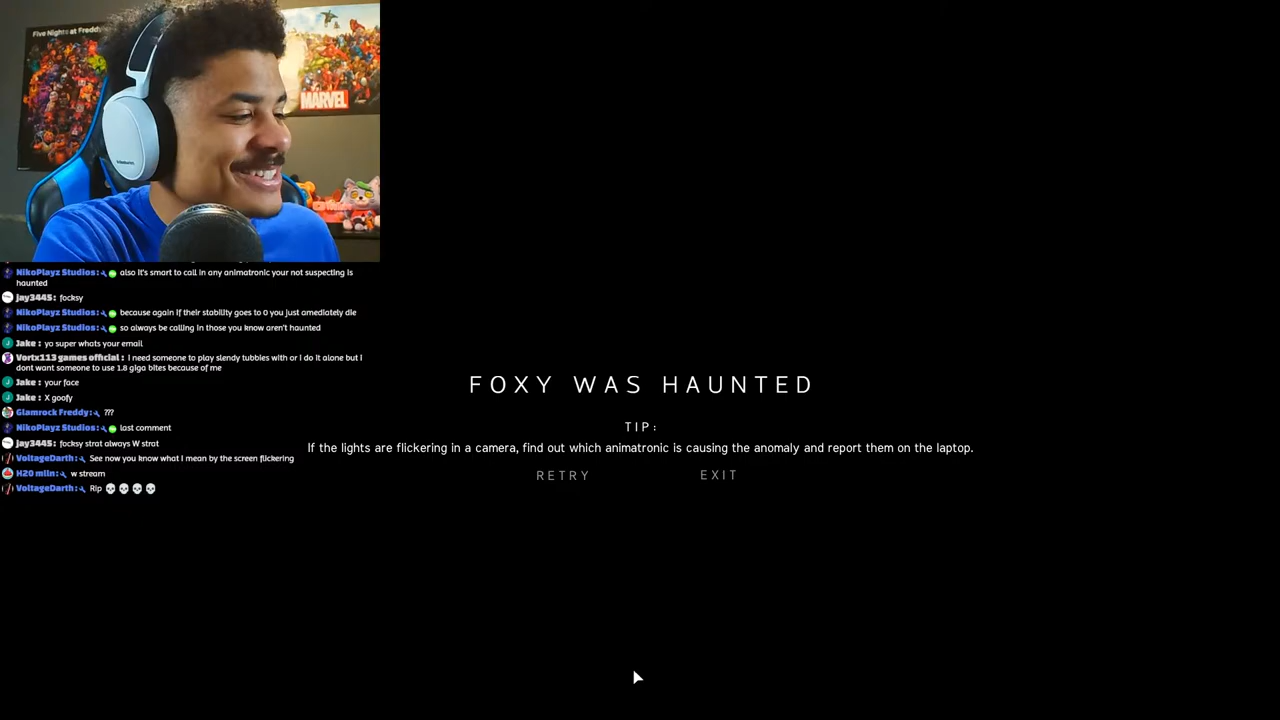 Five Nights at Freddy
MARVEL
NikoPlayz Studios: also it's smart to call in any animatronic your not suspecting is
haunted
jay3445: focksy
NikoPlayz Studios: because again if their stability goes to 0 you just amediately die
NikoPlayz Studios: so always be calling in those you know aren't haunted
Jake : yo super whats your email
Vortx113 games official : I need someone to play slendy tubbies with or I do it alone but I
dont want someone to use 1.8 giga bites because of me
Jake : your face
Jake : X goofy
Glamrock Freddy: ???
NikoPlayz Studios: last comment
jay3445: focksy strat always W strat
VoltageDarth: See now you know what I mean by the screen flickering
H20 miln: w stream
VoltageDarth: Rip 💀 💀 💀 💀
FOXY WAS HAUNTED
TIP:
If the lights are flickering in a camera, find out which animatronic is causing the anomaly and report them on the laptop.
RETRY EXIT